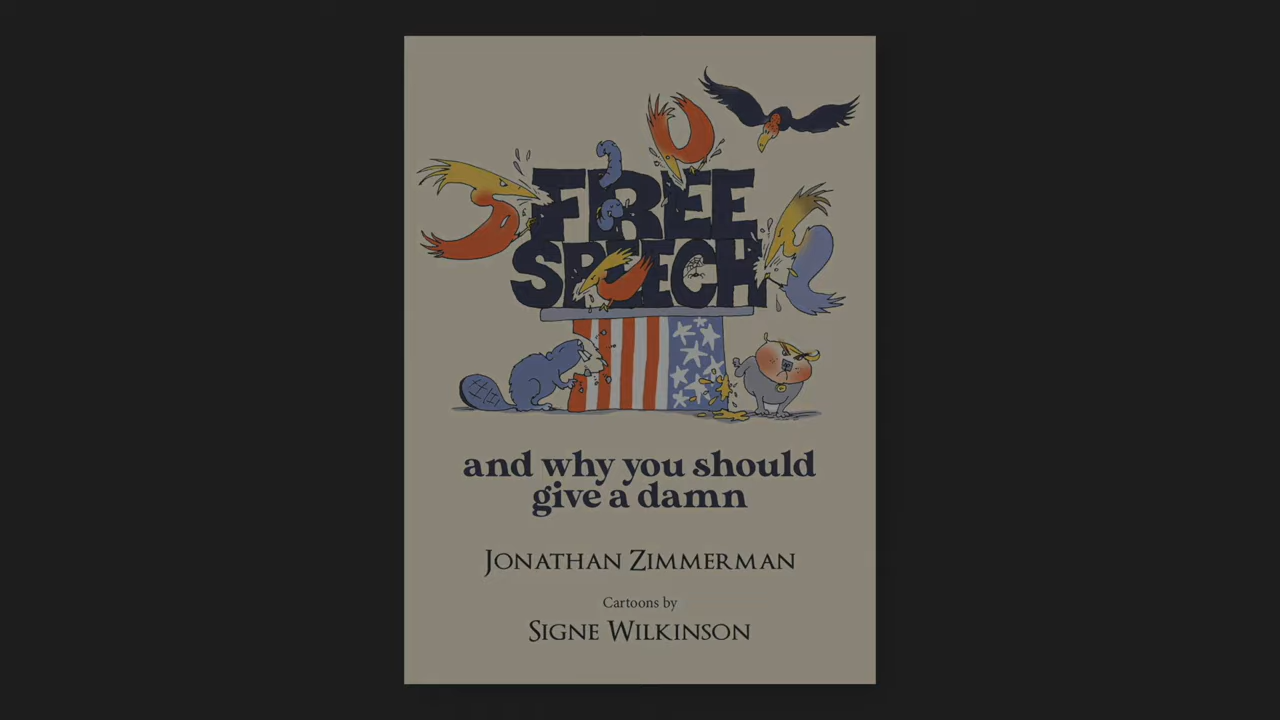 FREE
SPEECH
and why you should
give a damn
JONATHAN ZIMMERMAN
Cartoons by
SIGNE WILKINSON